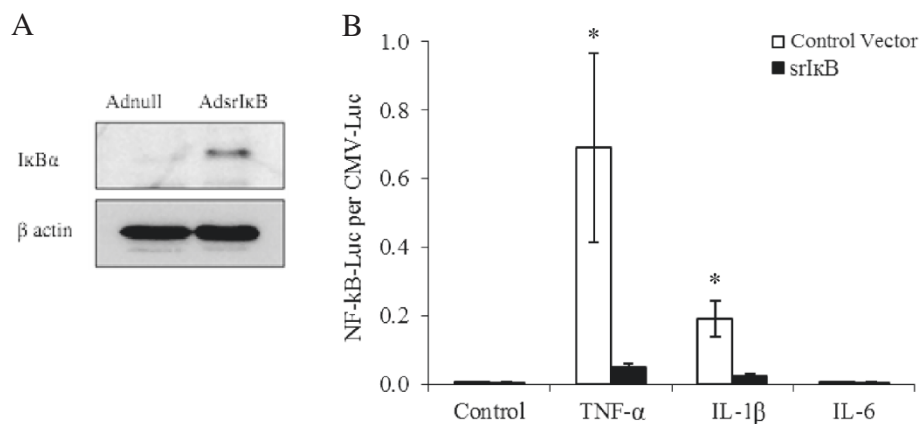 A
Adnull AdsrIκB
IκBα
β actin
B
NF-kB-Luc per CMV-Luc
1.0
0.8
0.6
0.4
0.2
0.0
*
*
Control Vector
srIκB
Control TNF-α IL-1β IL-6